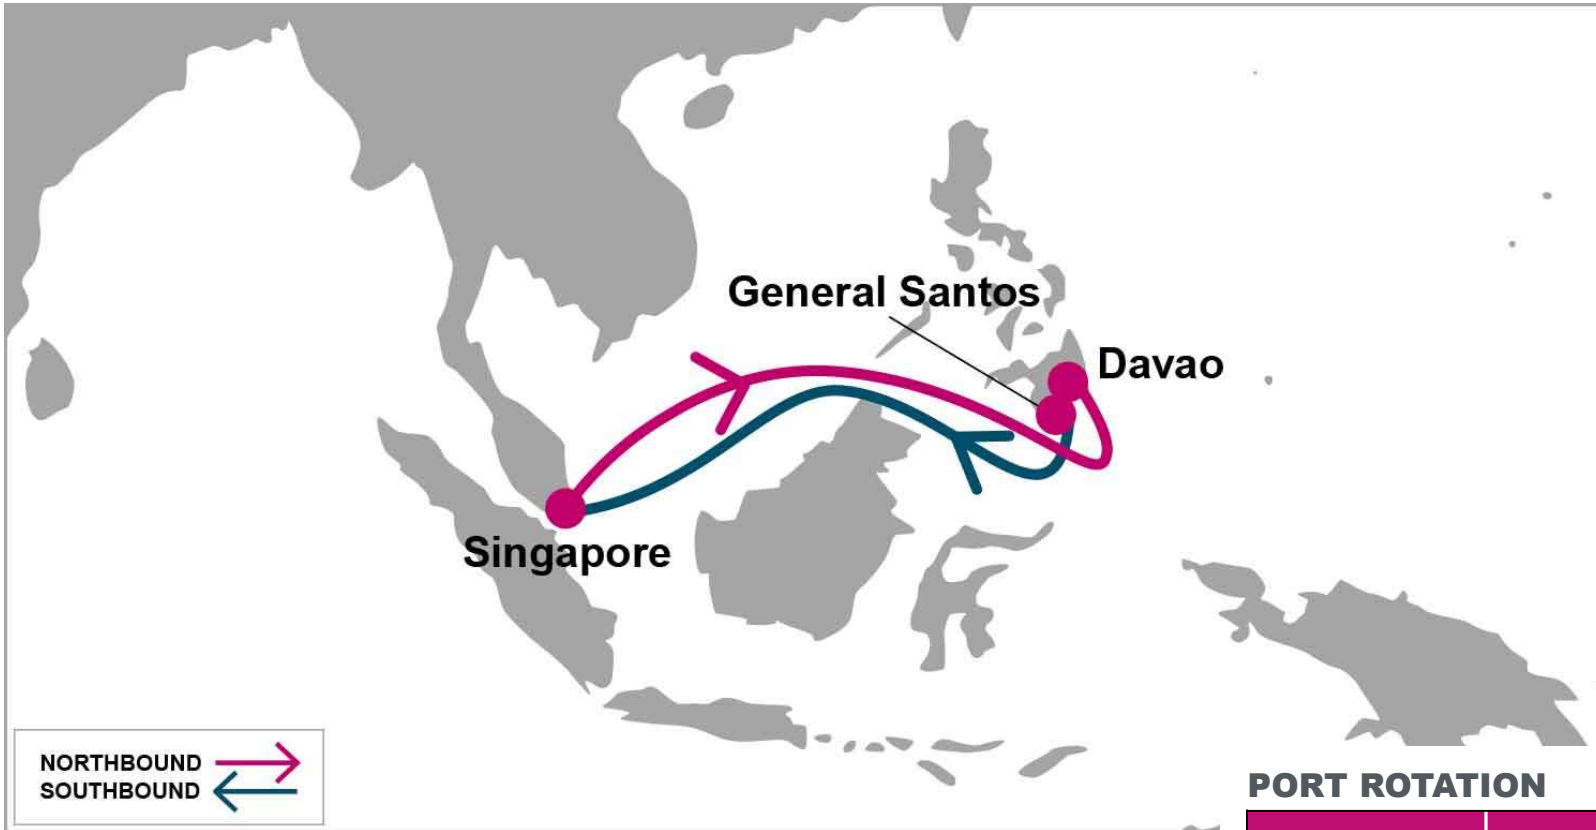 General Santos
Davao
Singapore
NORTHBOUND
SOUTHBOUND
PORT ROTATION